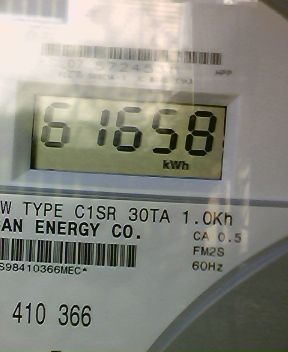 61658
kWh
W TYPE C1SR 30TA 1.0Kh
AN ENERGY CO.
CA 0.5
FM2S
S98410366MEC*
60Hz
410 366